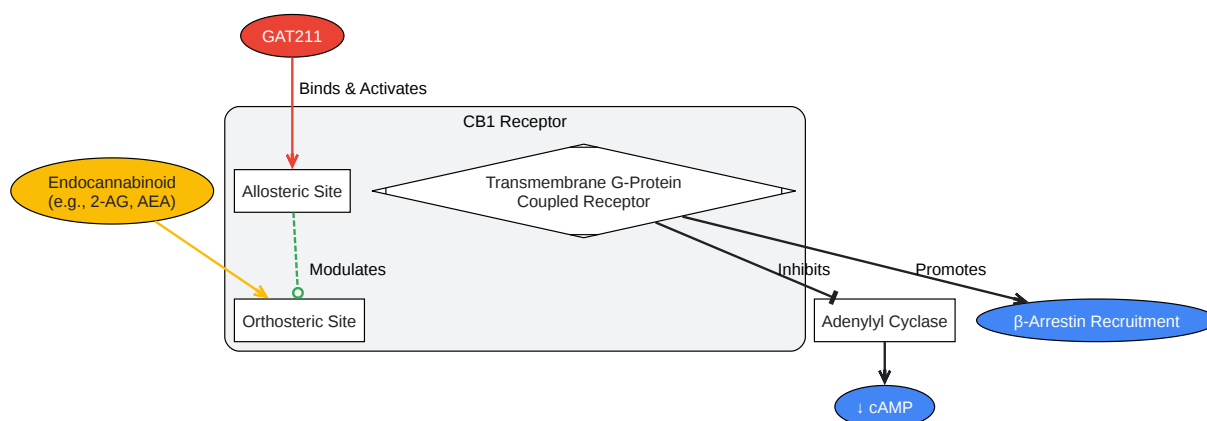 GAT211
Binds & Activates
CB1 Receptor
Endocannabinoid
(e.g., 2-AG, AEA)
Allosteric Site
Transmembrane G-Protein
Coupled Receptor
Modulates
Inhibits
Promotes
Orthosteric Site
Adenylyl Cyclase
β-Arrestin Recruitment
↓ cAMP